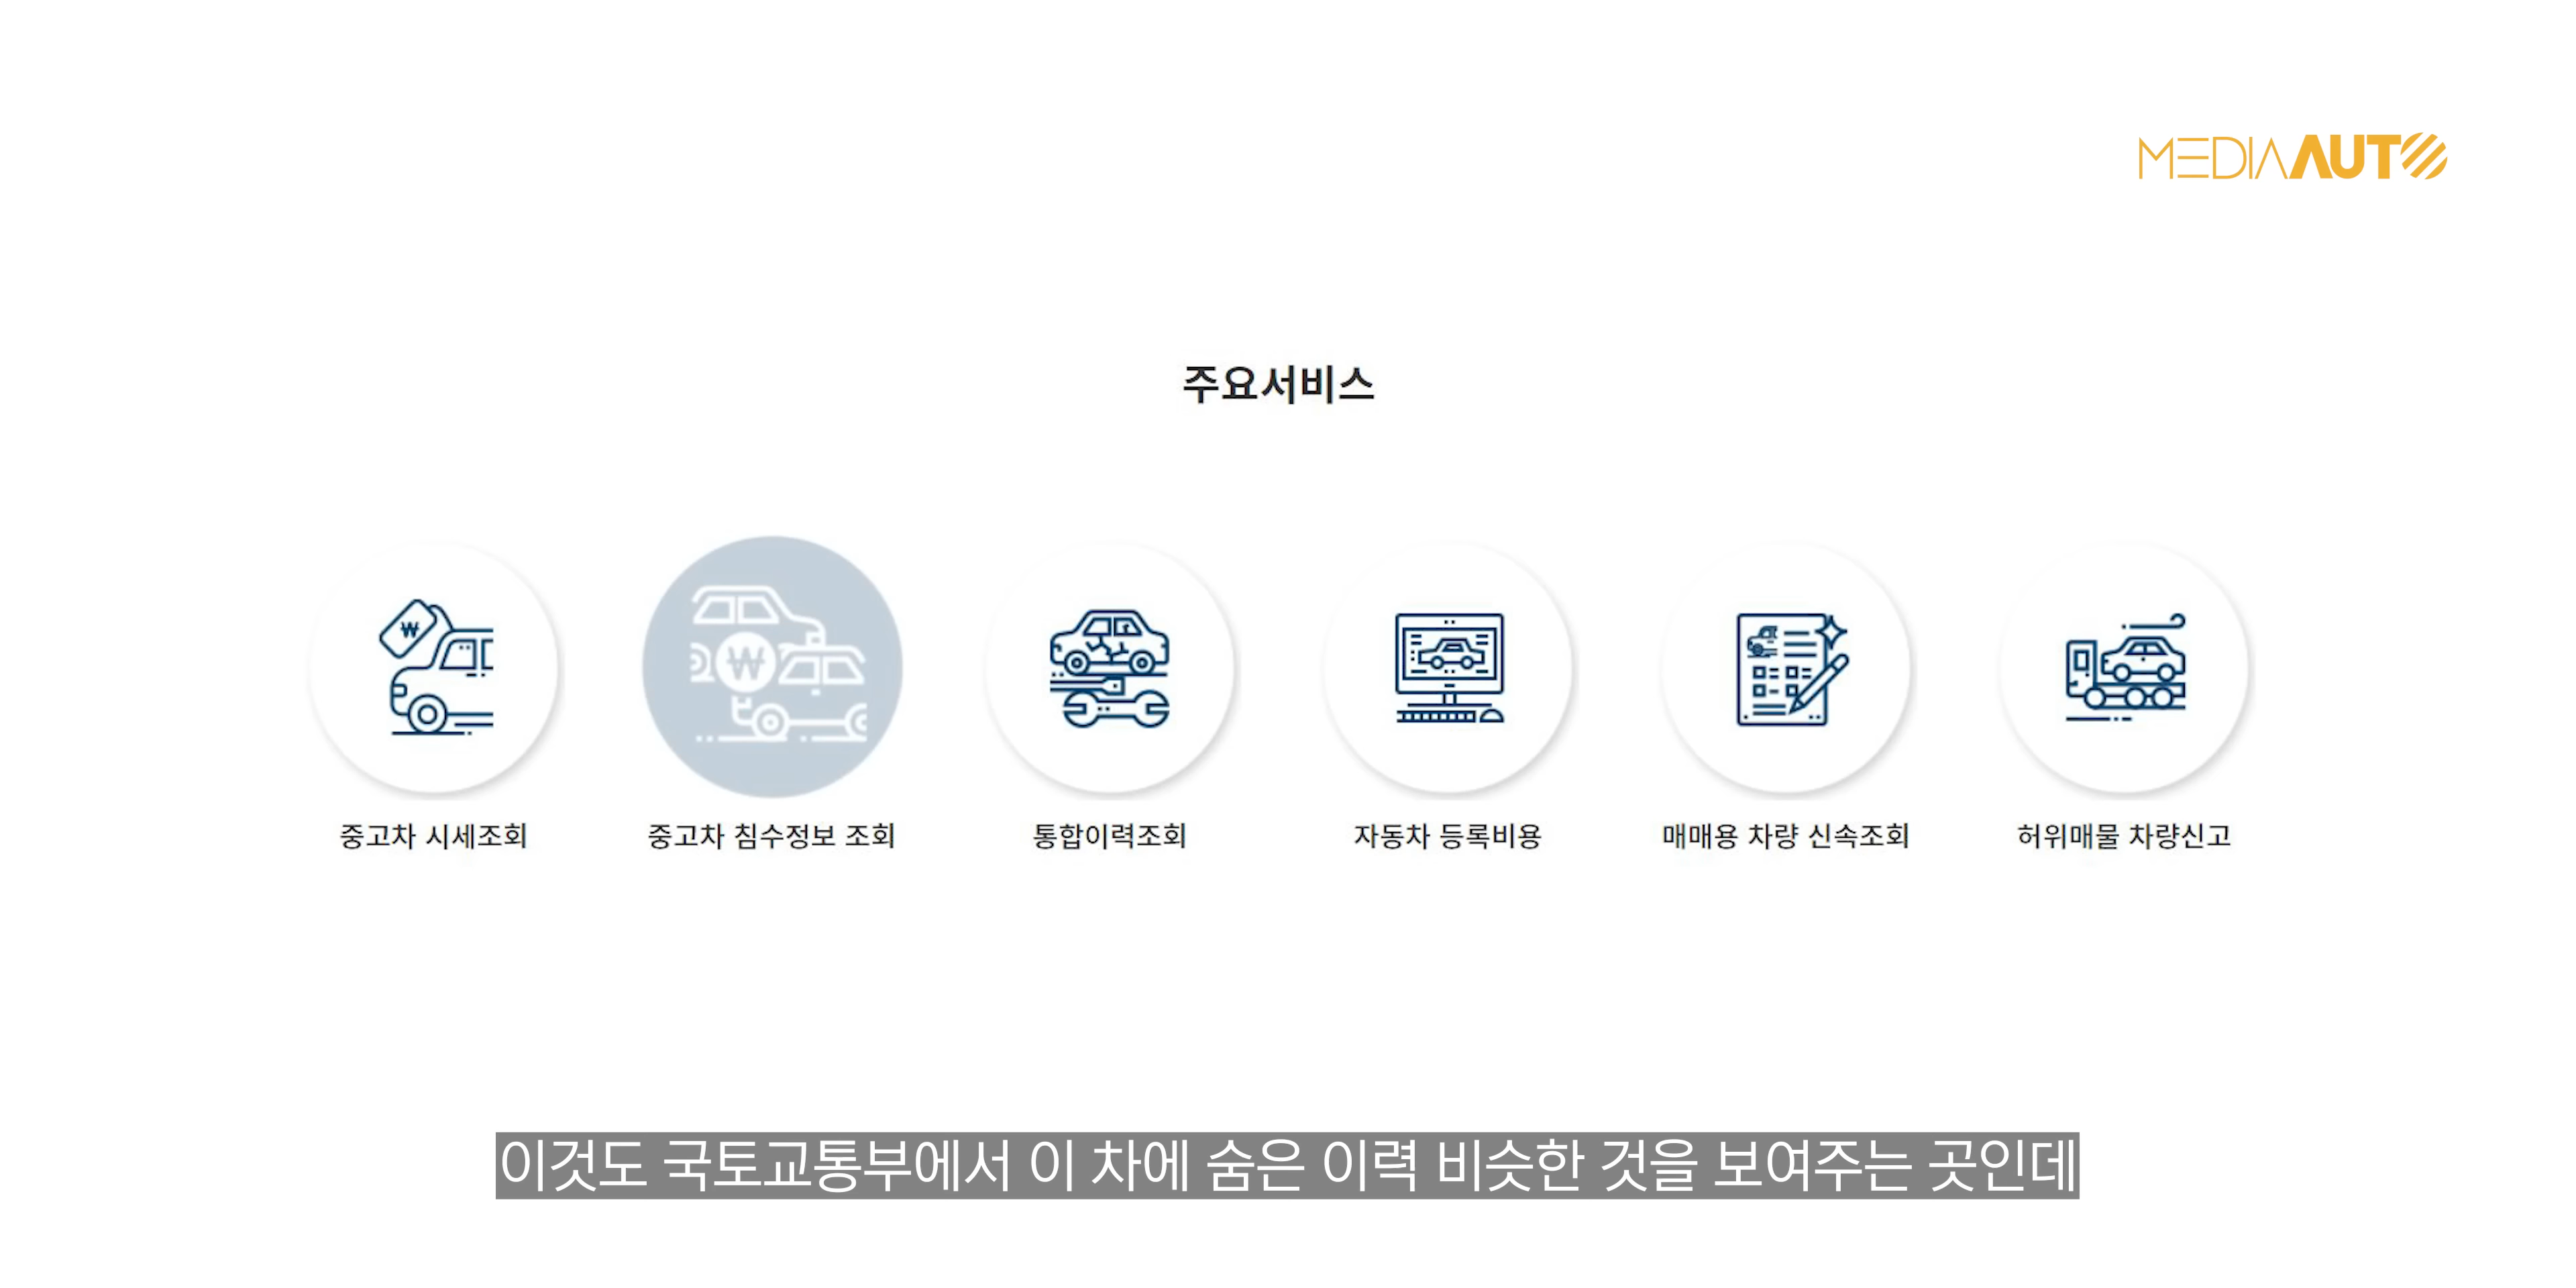 MEDIAAUTO
주요서비스
중고차 시세조회
중고차 침수정보 조회
통합이력조회
자동차 등록비용
매매용 차량 신속조회
허위매물 차량신고
이것도 국토교통부에서 이 차에 숨은 이력 비슷한 것을 보여주는 곳인데